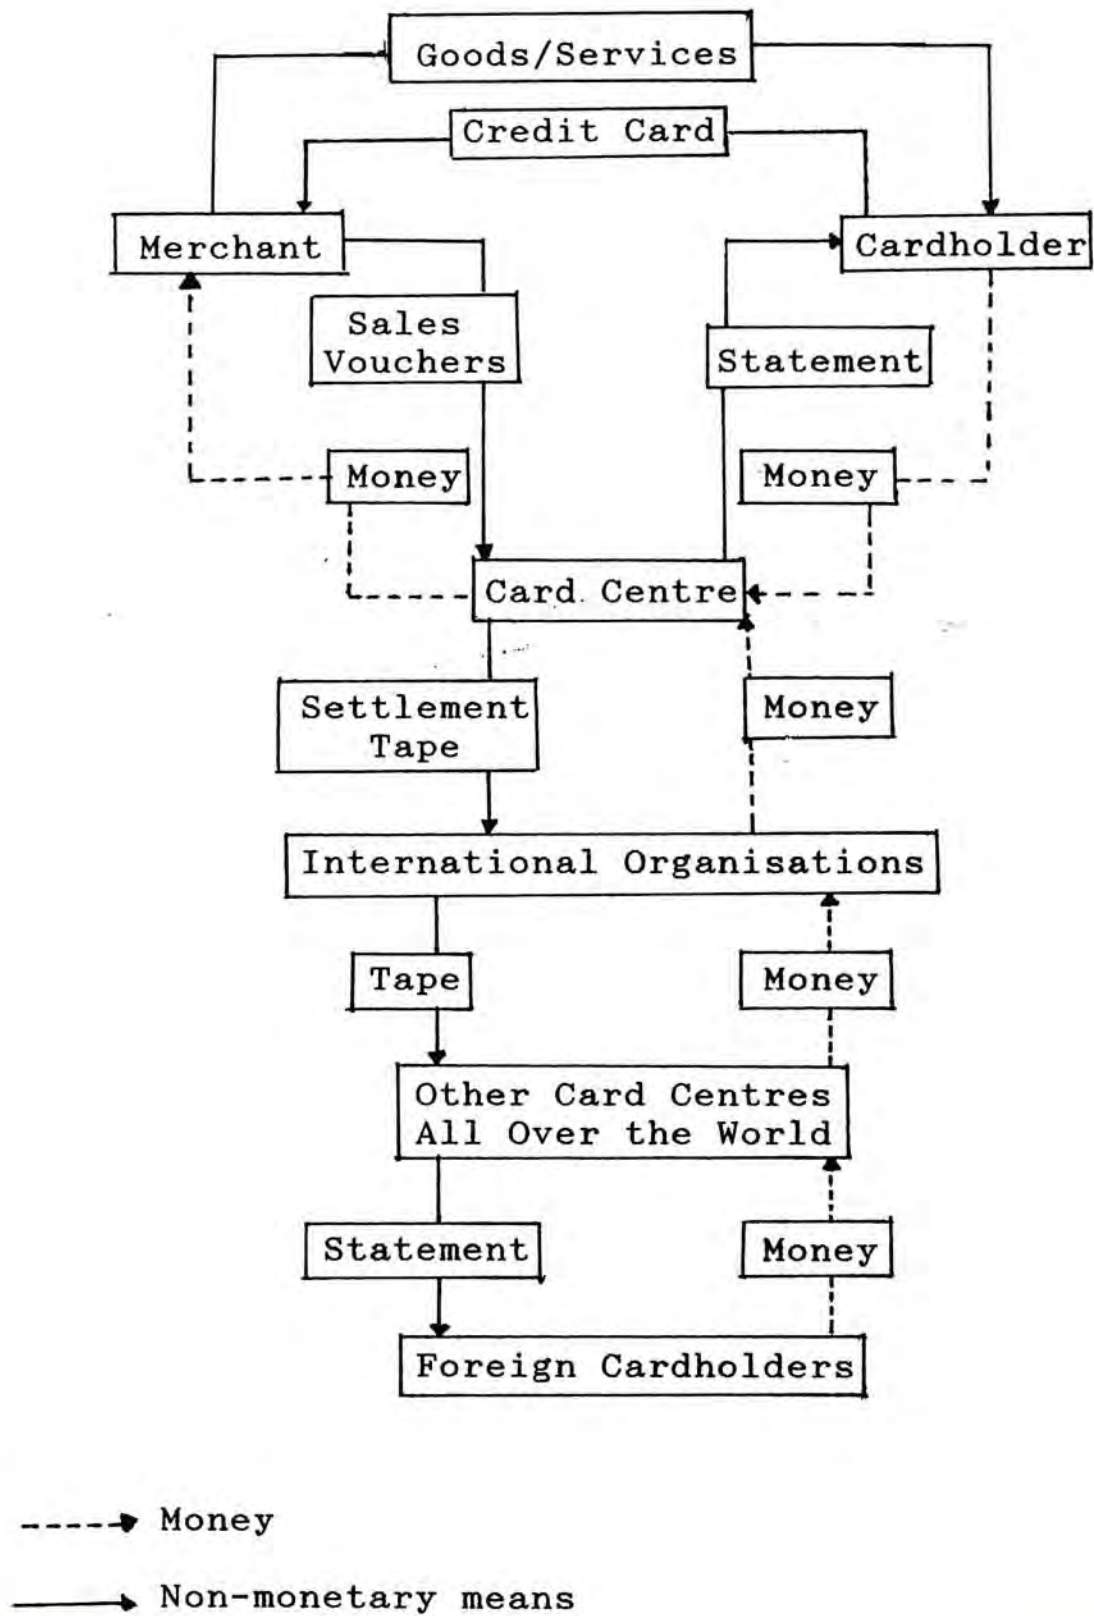 Goods/Services
Credit Card
Merchant
Cardholder
Sales
Vouchers
Statement
Money
Money
Card Centre
Settlement
Tape
Money
International Organisations
Tape
Money
Other Card Centres
All Over the World
Statement
Money
Foreign Cardholders
Money
Non-monetary means